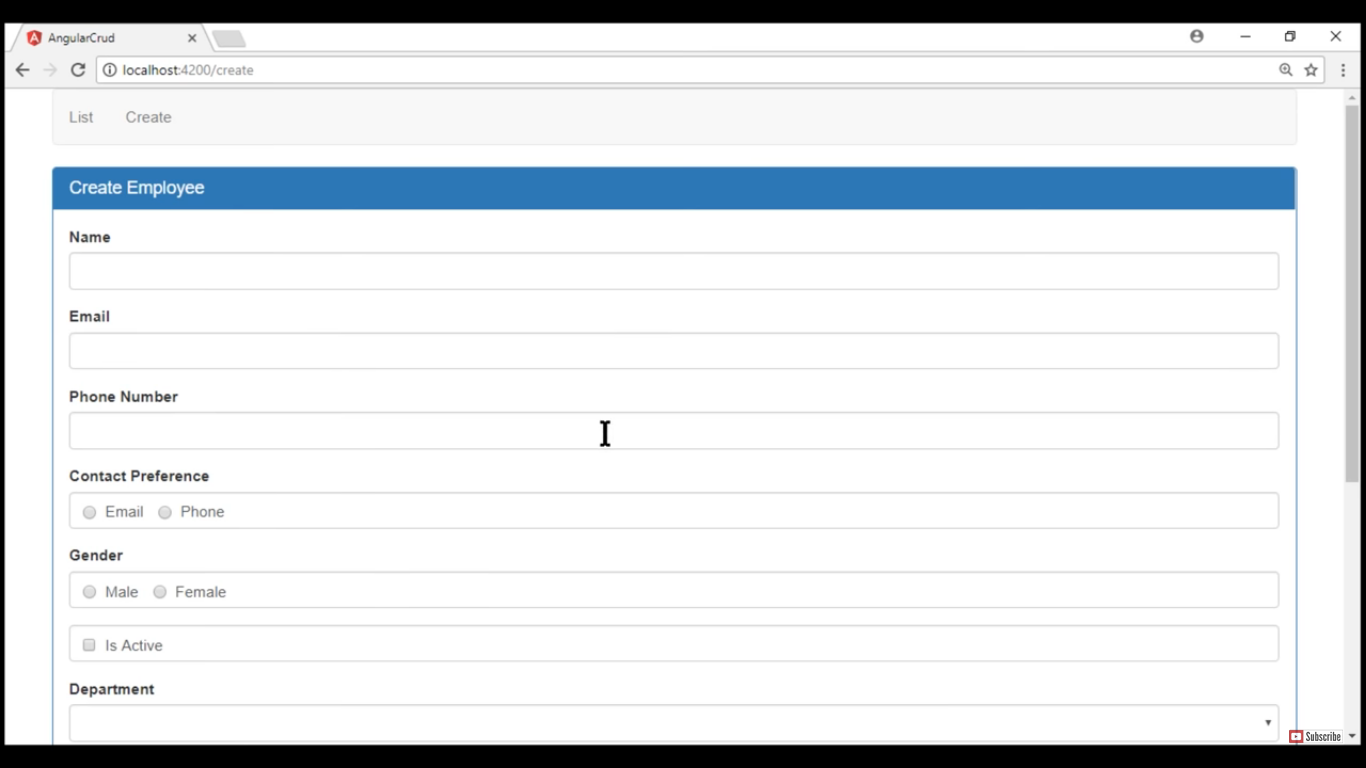 AngularCrud
localhost:4200/create
List Create
Create Employee
Name
Email
Phone Number
Contact Preference
Email Phone
Gender
Male Female
Is Active
Department
Subscribe